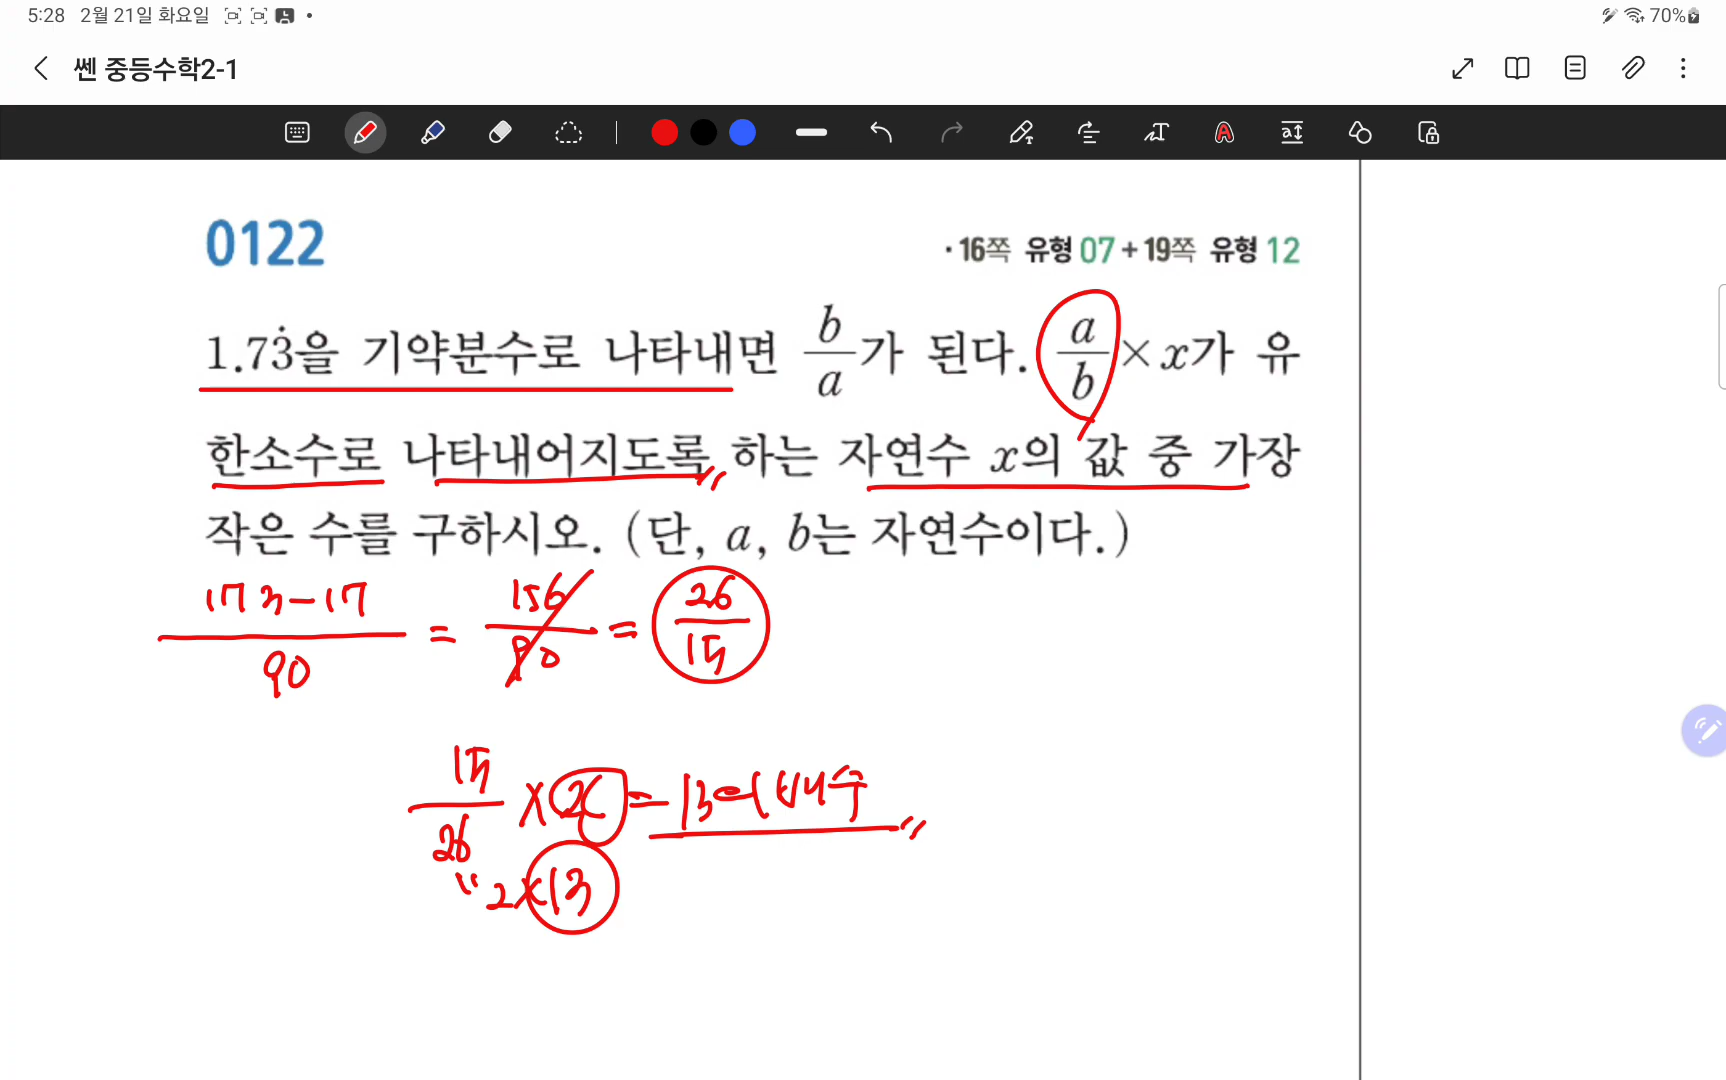 5:28 2월 21일 화요일
70%
쎈 중등수학2-1
0122
· 16쪽 유형 07 + 19쪽 유형 12
1.73̇을 기약분수로 나타내면 b/a가 된다. a/b×x가 유
한소수로 나타내어지도록 하는 자연수 x의 값 중 가장
작은 수를 구하시오. (단, a, b는 자연수이다.)
173-17/90 = 156/90 = 26/15
15/26 ×x = 13의 배수
2×13